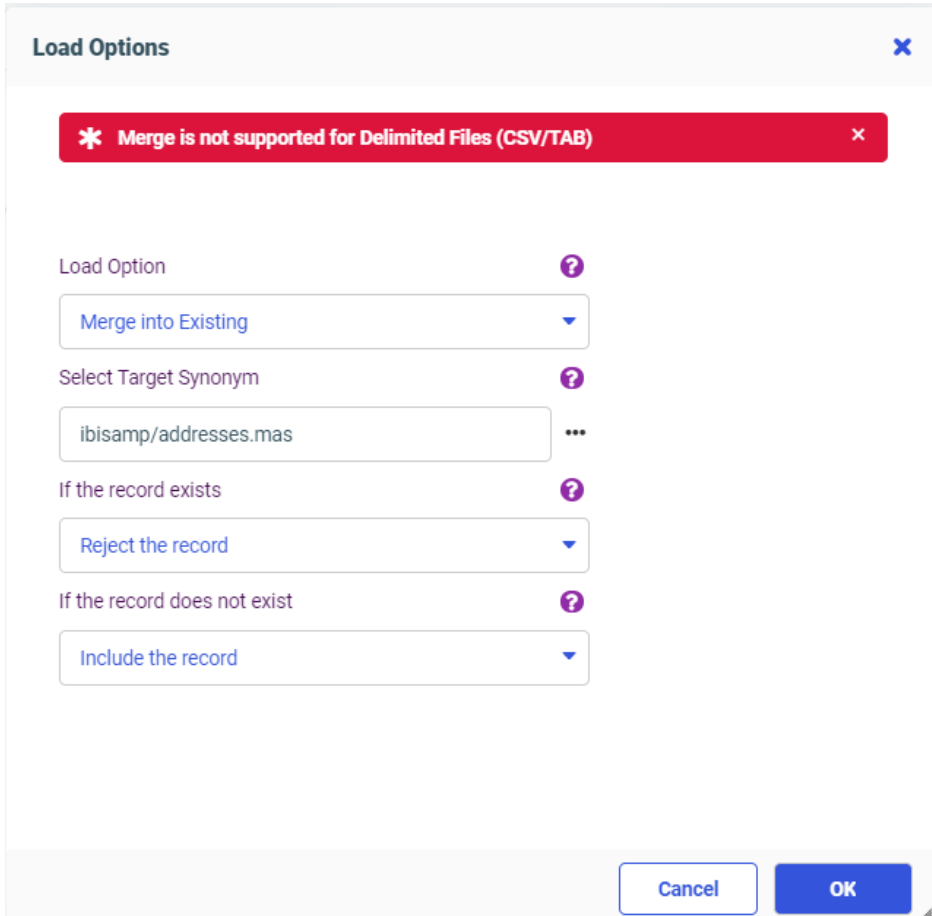 Load Options
Merge is not supported for Delimited Files (CSV/TAB)
Load Option
Merge into Existing
Select Target Synonym
ibisamp/addresses.mas
If the record exists
Reject the record
If the record does not exist
Include the record
Cancel OK